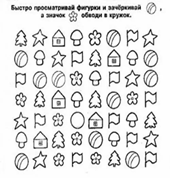 Быстро просматривай фигурки и зачёркивай
а значок обводи в кружок.